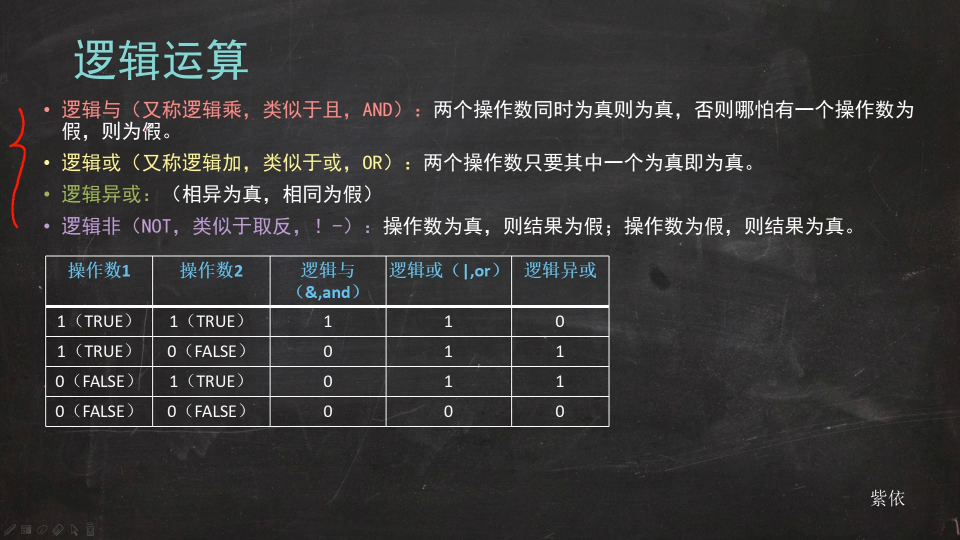 逻辑运算
• 逻辑与（又称逻辑乘，类似于且，AND）：两个操作数同时为真则为真，否则哪怕有一个操作数为
假，则为假。
• 逻辑或（又称逻辑加，类似于或，OR）：两个操作数只要其中一个为真即为真。
• 逻辑异或：（相异为真，相同为假）
• 逻辑非（NOT，类似于取反，！-）：操作数为真，则结果为假；操作数为假，则结果为真。
操作数1 操作数2 逻辑与 逻辑或（|,or） 逻辑异或
（&,and）
1（TRUE） 1（TRUE） 1 1 0
1（TRUE） 0（FALSE） 0 1 1
0（FALSE） 1（TRUE） 0 1 1
0（FALSE） 0（FALSE） 0 0 0
紫依